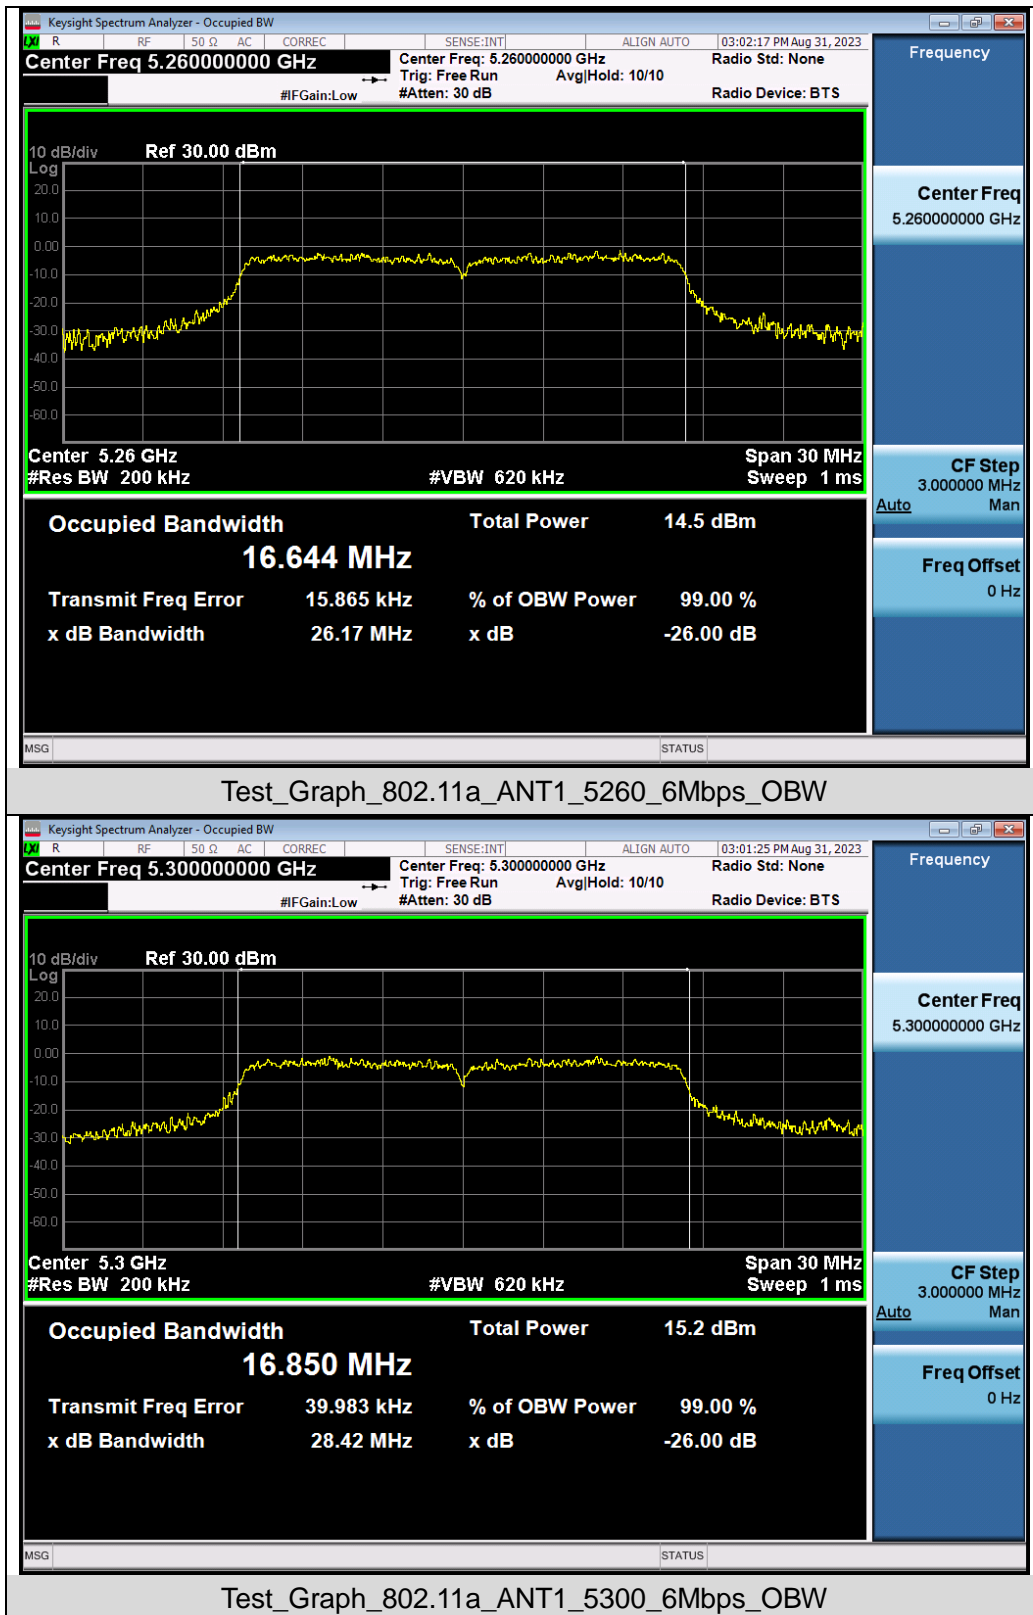 Keysight Spectrum Analyzer - Occupied BW
LXI R RF 50 Ω AC CORREC SENSE:INT ALIGN AUTO 03:02:17 PM Aug 31, 2023
Center Freq 5.260000000 GHz
Center Freq: 5.260000000 GHz
Radio Std: None
Trig: Free Run Avg|Hold: 10/10
#IFGain:Low #Atten: 30 dB
Radio Device: BTS
10 dB/div Ref 30.00 dBm
Log
20.0
10.0
0.00
-10.0
-20.0
-30.0
-40.0
-50.0
-60.0
Center 5.26 GHz Span 30 MHz
#Res BW 200 kHz #VBW 620 kHz Sweep 1 ms
Occupied Bandwidth Total Power 14.5 dBm
16.644 MHz
Transmit Freq Error 15.865 kHz % of OBW Power 99.00 %
x dB Bandwidth 26.17 MHz x dB -26.00 dB
MSG STATUS
Frequency
Center Freq
5.260000000 GHz
CF Step
3.000000 MHz
Auto Man
Freq Offset
0 Hz
Test_Graph_802.11a_ANT1_5260_6Mbps_OBW
Keysight Spectrum Analyzer - Occupied BW
LXI R RF 50 Ω AC CORREC SENSE:INT ALIGN AUTO 03:01:25 PM Aug 31, 2023
Center Freq 5.300000000 GHz
Center Freq: 5.300000000 GHz
Radio Std: None
Trig: Free Run Avg|Hold: 10/10
#IFGain:Low #Atten: 30 dB
Radio Device: BTS
10 dB/div Ref 30.00 dBm
Log
20.0
10.0
0.00
-10.0
-20.0
-30.0
-40.0
-50.0
-60.0
Center 5.3 GHz Span 30 MHz
#Res BW 200 kHz #VBW 620 kHz Sweep 1 ms
Occupied Bandwidth Total Power 15.2 dBm
16.850 MHz
Transmit Freq Error 39.983 kHz % of OBW Power 99.00 %
x dB Bandwidth 28.42 MHz x dB -26.00 dB
MSG STATUS
Frequency
Center Freq
5.300000000 GHz
CF Step
3.000000 MHz
Auto Man
Freq Offset
0 Hz
Test_Graph_802.11a_ANT1_5300_6Mbps_OBW